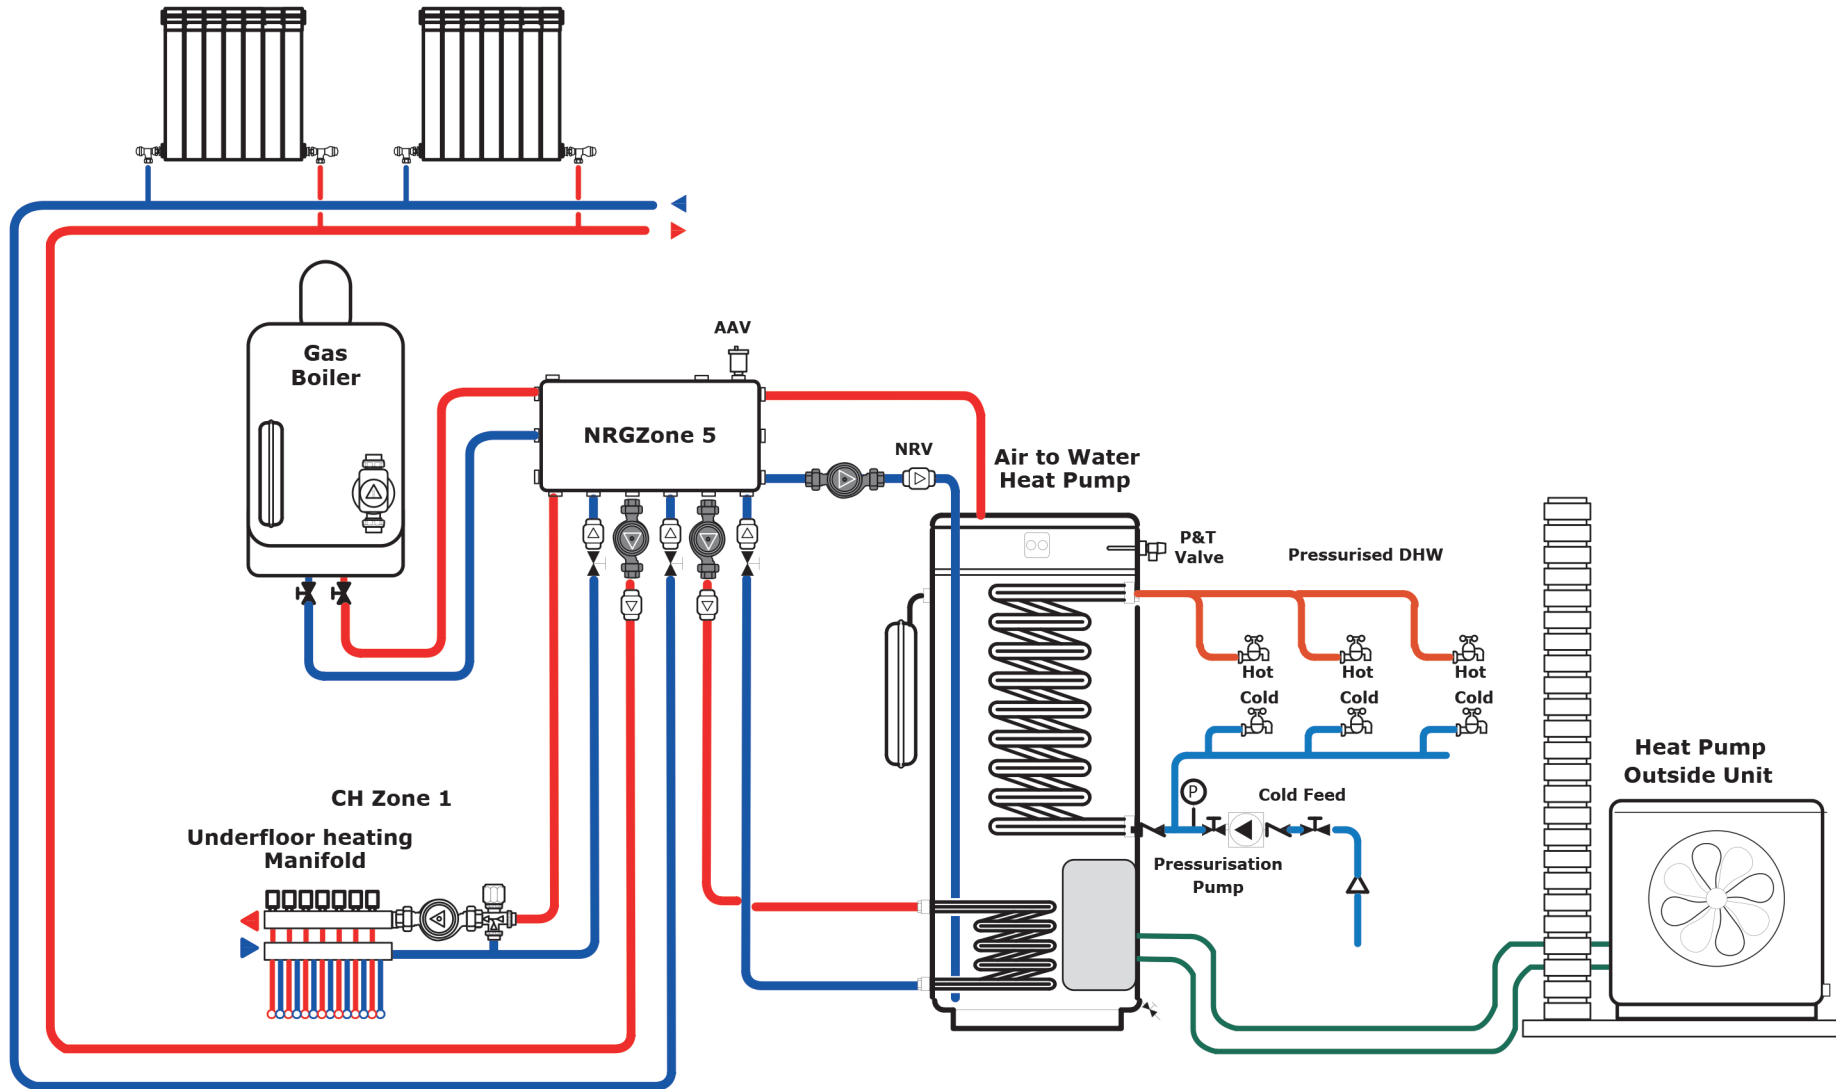 Gas
Boiler
AAV
NRGZone 5
NRV
Air to Water
Heat Pump
P&T
Valve
Pressurised DHW
Hot
Hot
Hot
Cold
Cold
Cold
P
Cold Feed
Pressurisation
Pump
Heat Pump
Outside Unit
CH Zone 1
Underfloor heating
Manifold